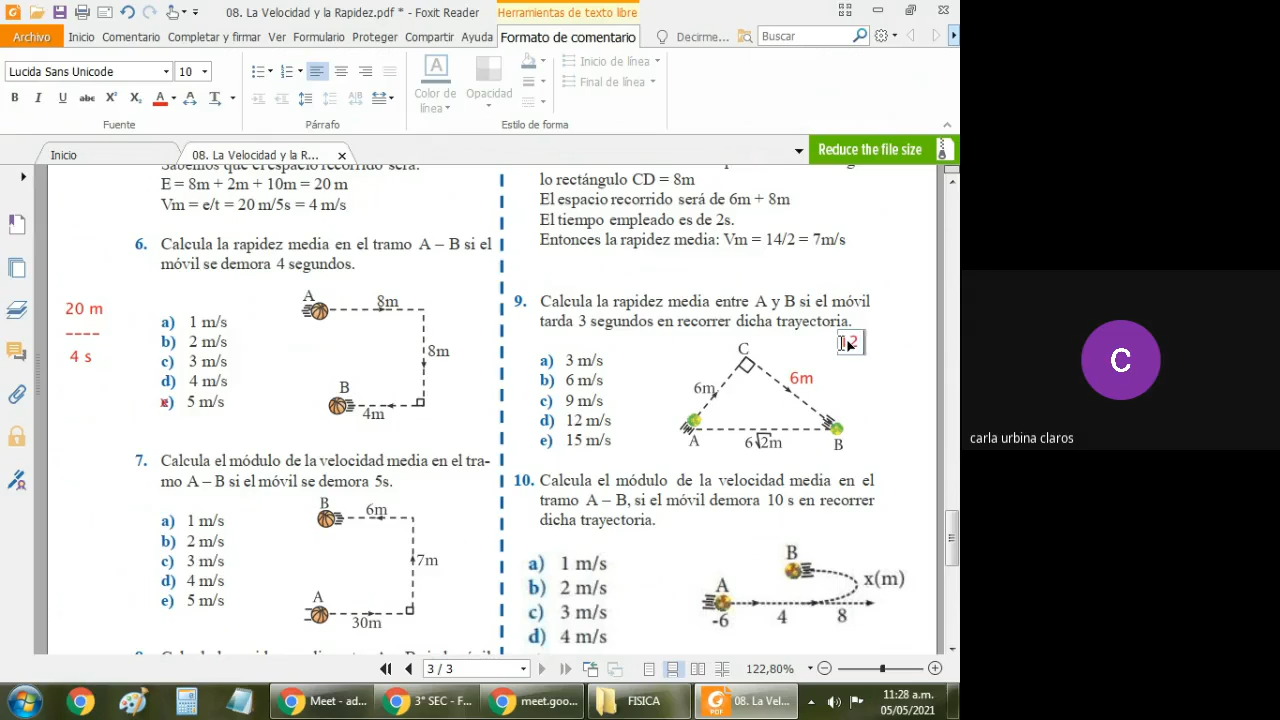 08. La Velocidad y la Rapidez.pdf * - Foxit Reader
Herramientas de texto libre
Archivo Inicio Comentario Completar y firmar Ver Formulario Proteger Compartir Ayuda Formato de comentario Decirme... Buscar
Lucida Sans Unicode 10
Color de línea Opacidad Inicio de línea Final de línea
Fuente Párrafo Estilo de forma
Inicio 08. La Velocidad y la R... Reduce the file size
Sabemos que el espacio recorrido será:
E = 8m + 2m + 10m = 20 m
Vm = e/t = 20 m/5s = 4 m/s
6. Calcula la rapidez media en el tramo A – B si el
móvil se demora 4 segundos.
20 m
----
4 s
a) 1 m/s
b) 2 m/s
c) 3 m/s
d) 4 m/s
e) 5 m/s
A
8m
8m
B
4m
7. Calcula el módulo de la velocidad media en el tra-
mo A – B si el móvil se demora 5s.
a) 1 m/s
b) 2 m/s
c) 3 m/s
d) 4 m/s
e) 5 m/s
B
6m
7m
A
30m
lo rectángulo CD = 8m
El espacio recorrido será de 6m + 8m
El tiempo empleado es de 2s.
Entonces la rapidez media: Vm = 14/2 = 7m/s
9. Calcula la rapidez media entre A y B si el móvil
tarda 3 segundos en recorrer dicha trayectoria.
12
a) 3 m/s
b) 6 m/s
c) 9 m/s
d) 12 m/s
e) 15 m/s
C
6m
6m
A
6√2m
B
10. Calcula el módulo de la velocidad media en el
tramo A – B, si el móvil demora 10 s en recorrer
dicha trayectoria.
a) 1 m/s
b) 2 m/s
c) 3 m/s
d) 4 m/s
B
x(m)
A
-6 4 8
3 / 3 122,80%
Meet - ad... 3° SEC - F... meet.goo... FISICA 08. La Vel...
11:28 a.m.
05/05/2021
C
carla urbina claros